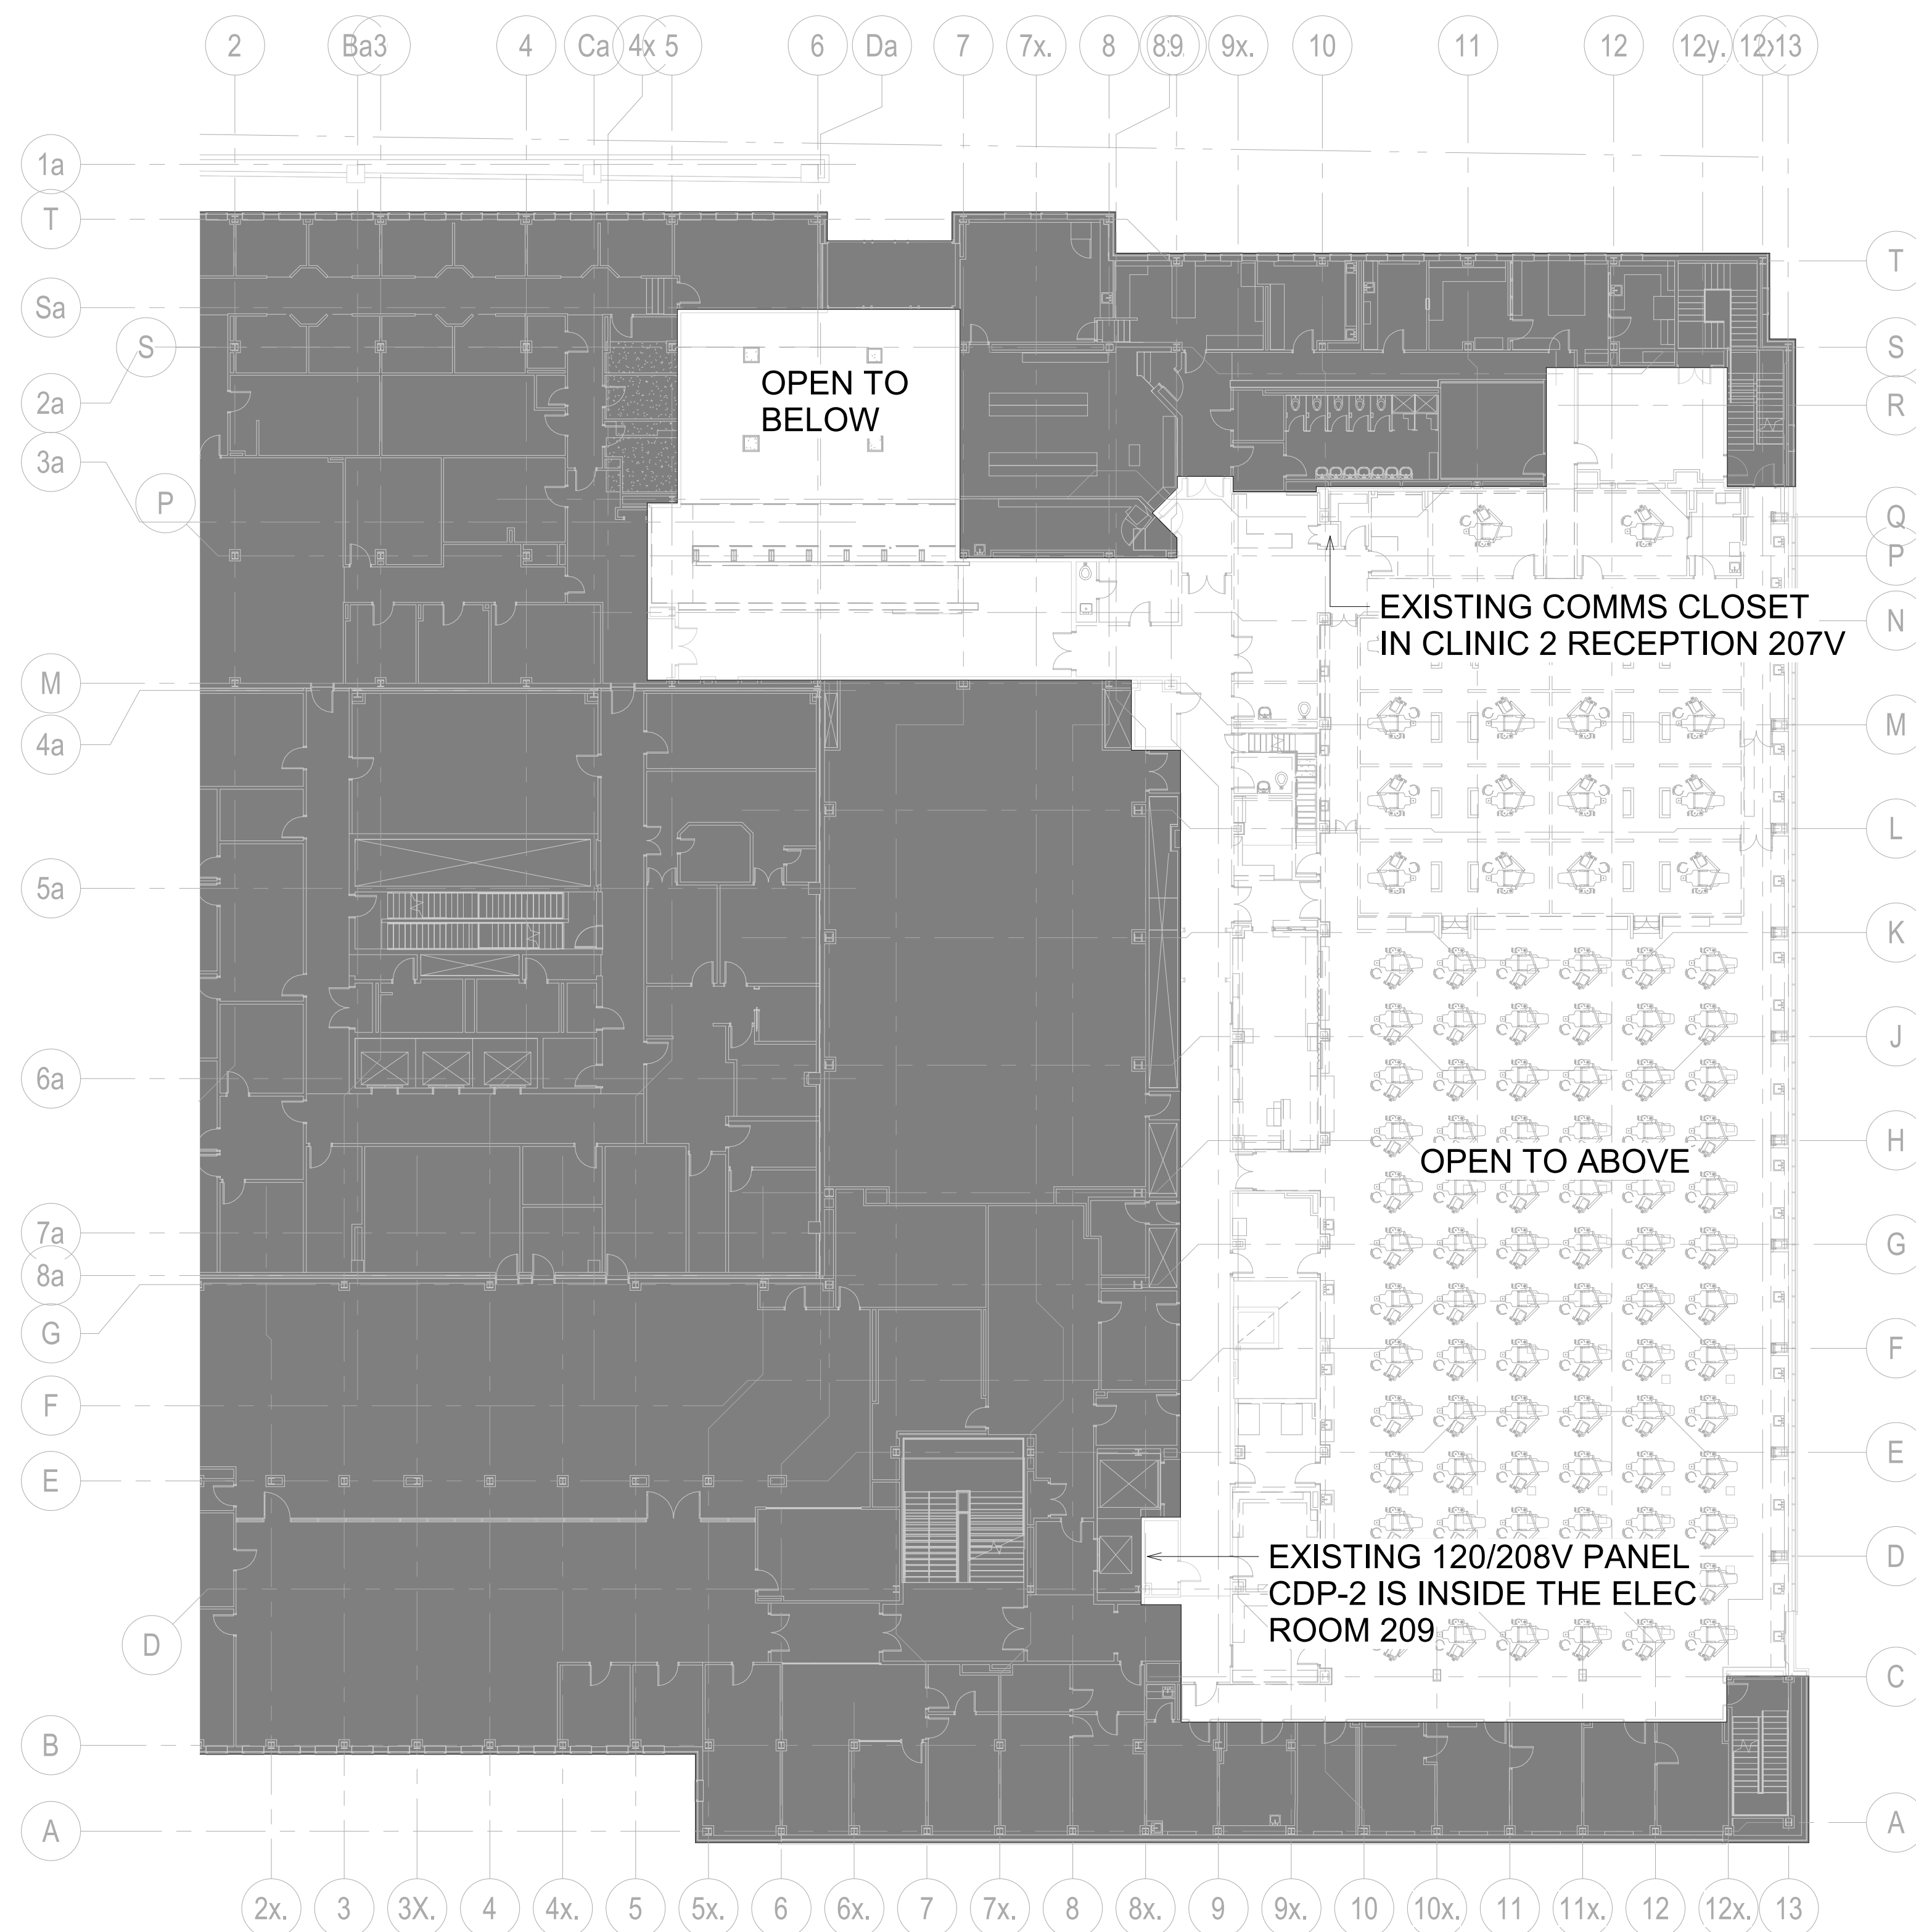 2
Ba
3
4
Ca
4x
5
6
Da
7
7x.
8
9
9x.
10
11
12
12y.
13
1a
T
Sa
S
2a
3a
P
M
4a
5a
6a
7a
8a
G
F
E
D
B
A
OPEN TO
BELOW
EXISTING COMMS CLOSET
IN CLINIC 2 RECEPTION 207V
OPEN TO ABOVE
EXISTING 120/208V PANEL
CDP-2 IS INSIDE THE ELEC
ROOM 209
T
S
R
Q
P
N
M
L
K
J
H
G
F
E
D
C
A
2x.
3
3X.
4
4x.
5
5x.
6
6x.
7
7x.
8
8x.
9
9x.
10
10x.
11
11x.
12
12x.
13